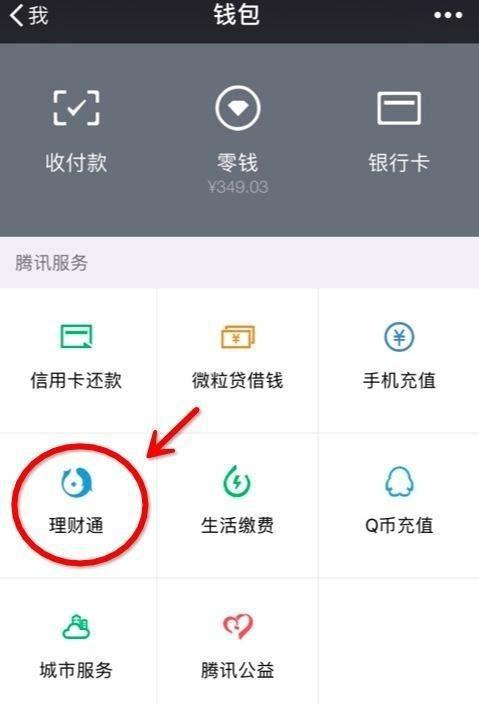 我
钱包
收付款
零钱
银行卡
¥349.03
腾讯服务
信用卡还款
微粒贷借钱
手机充值
理财通
生活缴费
Q币充值
城市服务
腾讯公益